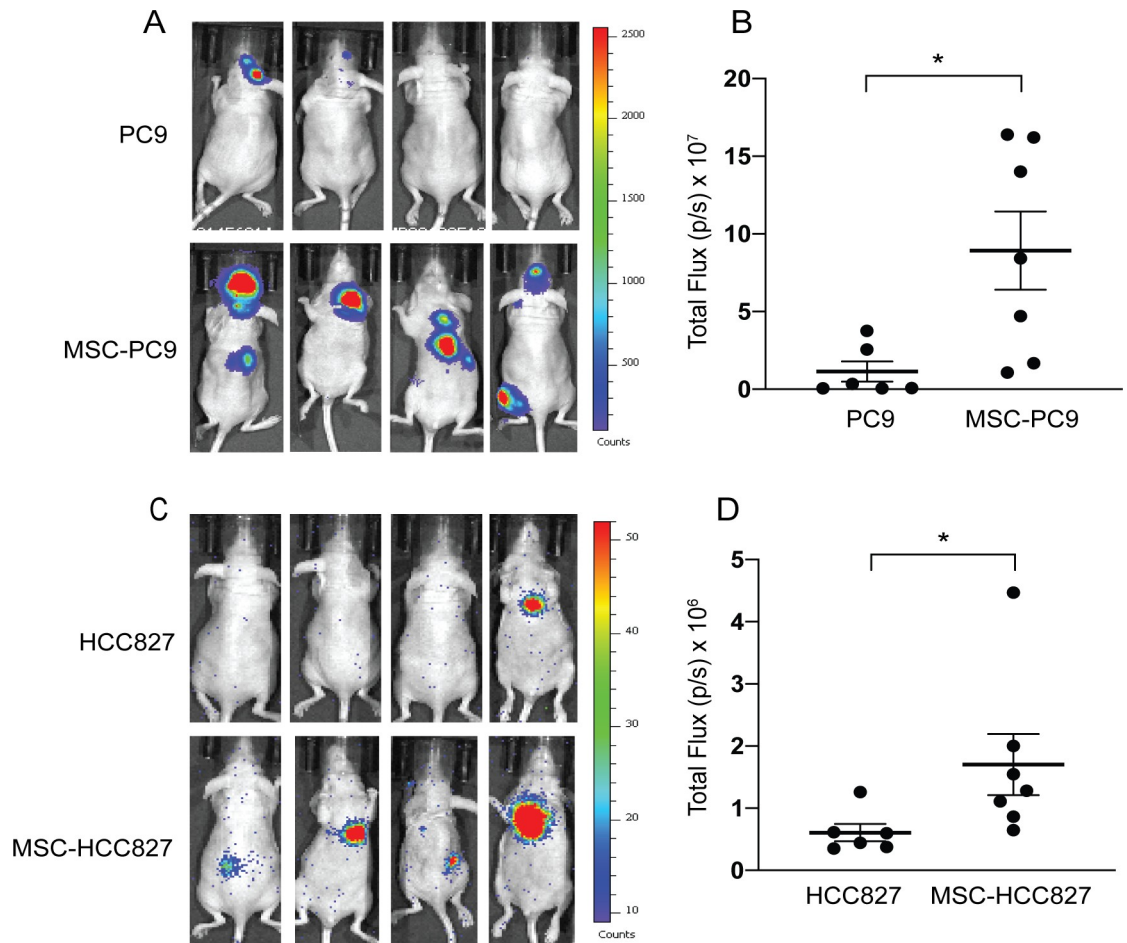 A
PC9
MSC-PC9
2500
2000
1500
1000
500
Counts
B
Total Flux (p/s) x 10⁷
20
15
10
5
0
*
PC9
MSC-PC9
C
HCC827
MSC-HCC827
50
40
30
20
10
Counts
D
Total Flux (p/s) x 10⁶
5
4
3
2
1
0
*
HCC827
MSC-HCC827